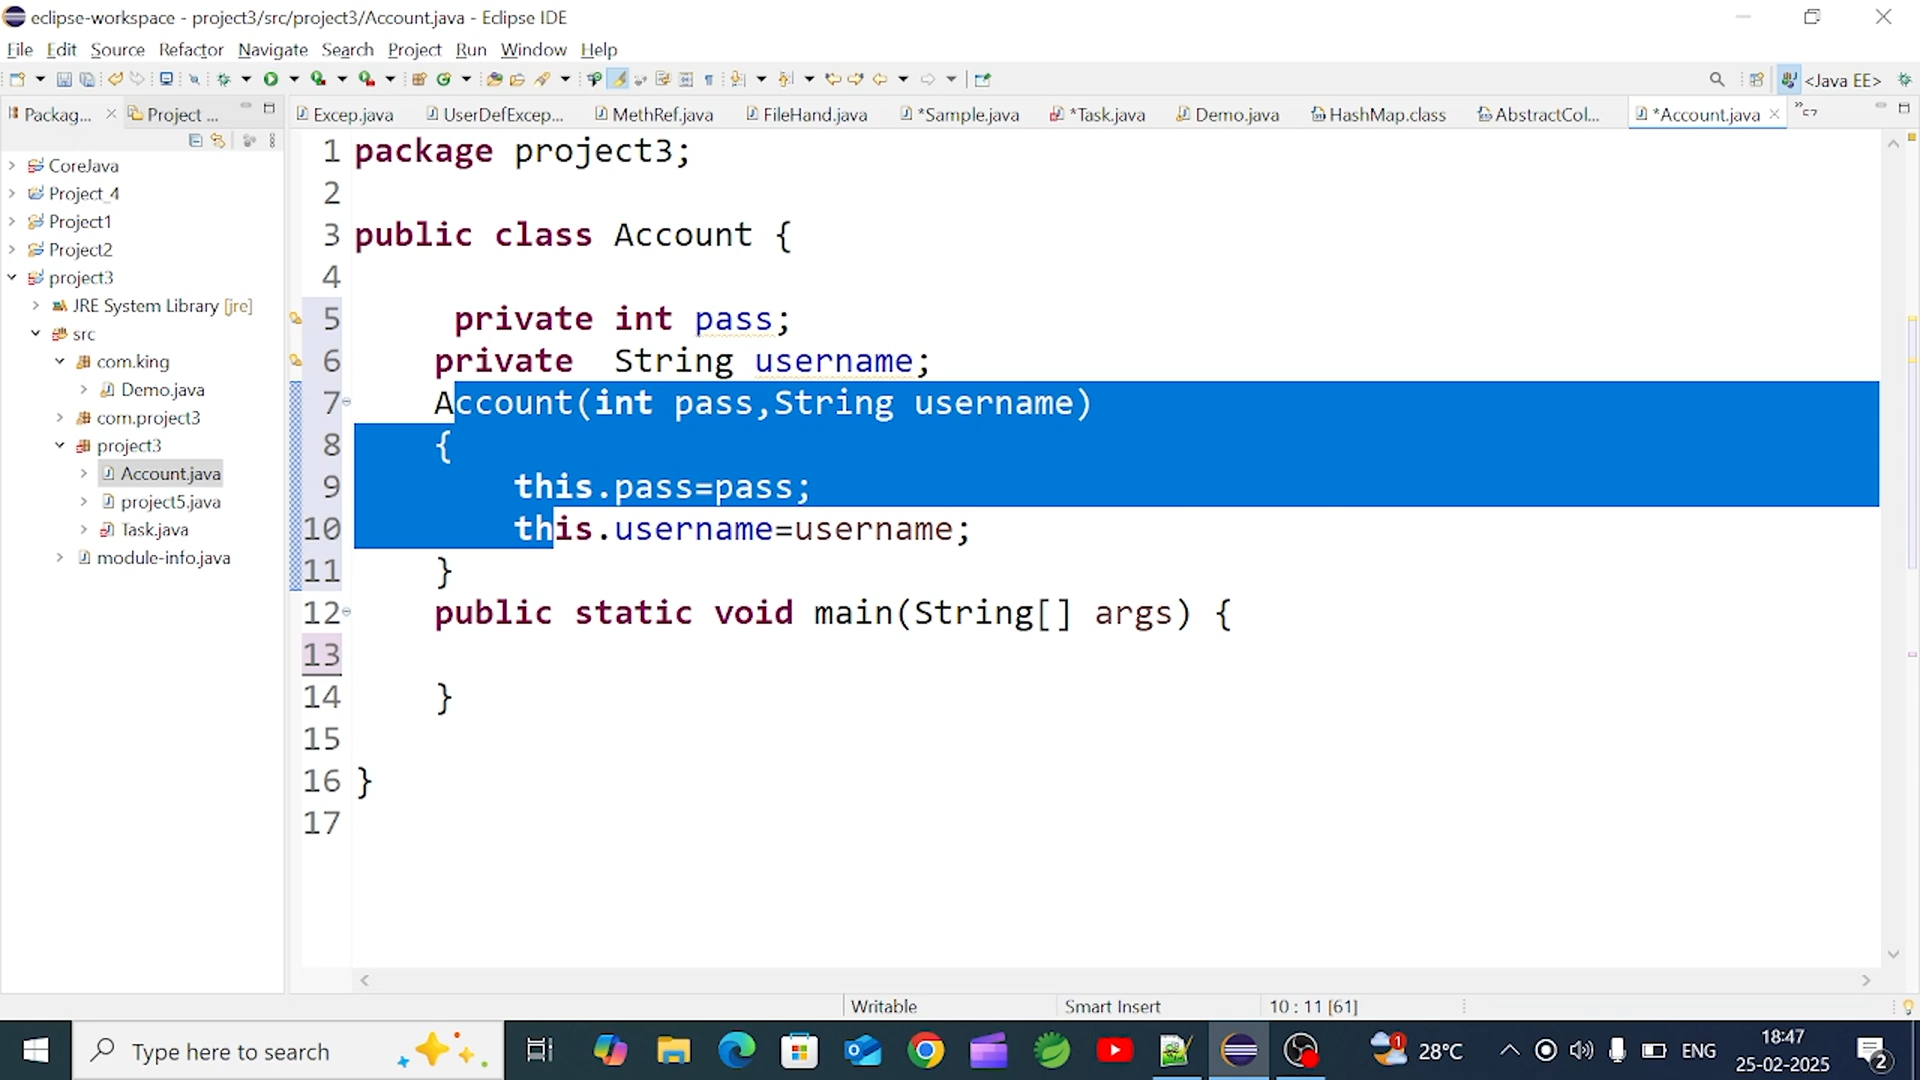 eclipse-workspace - project3/src/project3/Account.java - Eclipse IDE
File Edit Source Refactor Navigate Search Project Run Window Help
<Java EE>
Packag... Project ...
Excep.java UserDefExcep... MethRef.java FileHand.java *Sample.java *Task.java Demo.java HashMap.class AbstractCol... *Account.java
CoreJava
Project_4
Project1
Project2
project3
JRE System Library [jre]
src
com.king
Demo.java
com.project3
project3
Account.java
project5.java
Task.java
module-info.java
1 package project3;
2
3 public class Account {
4
5 private int pass;
6 private String username;
7 Account(int pass,String username)
8 {
9 this.pass=pass;
10 this.username=username;
11 }
12 public static void main(String[] args) {
13
14 }
15
16 }
17
Writable Smart Insert 10 : 11 [61]
Type here to search
1 28°C ENG 18:47
25-02-2025 2